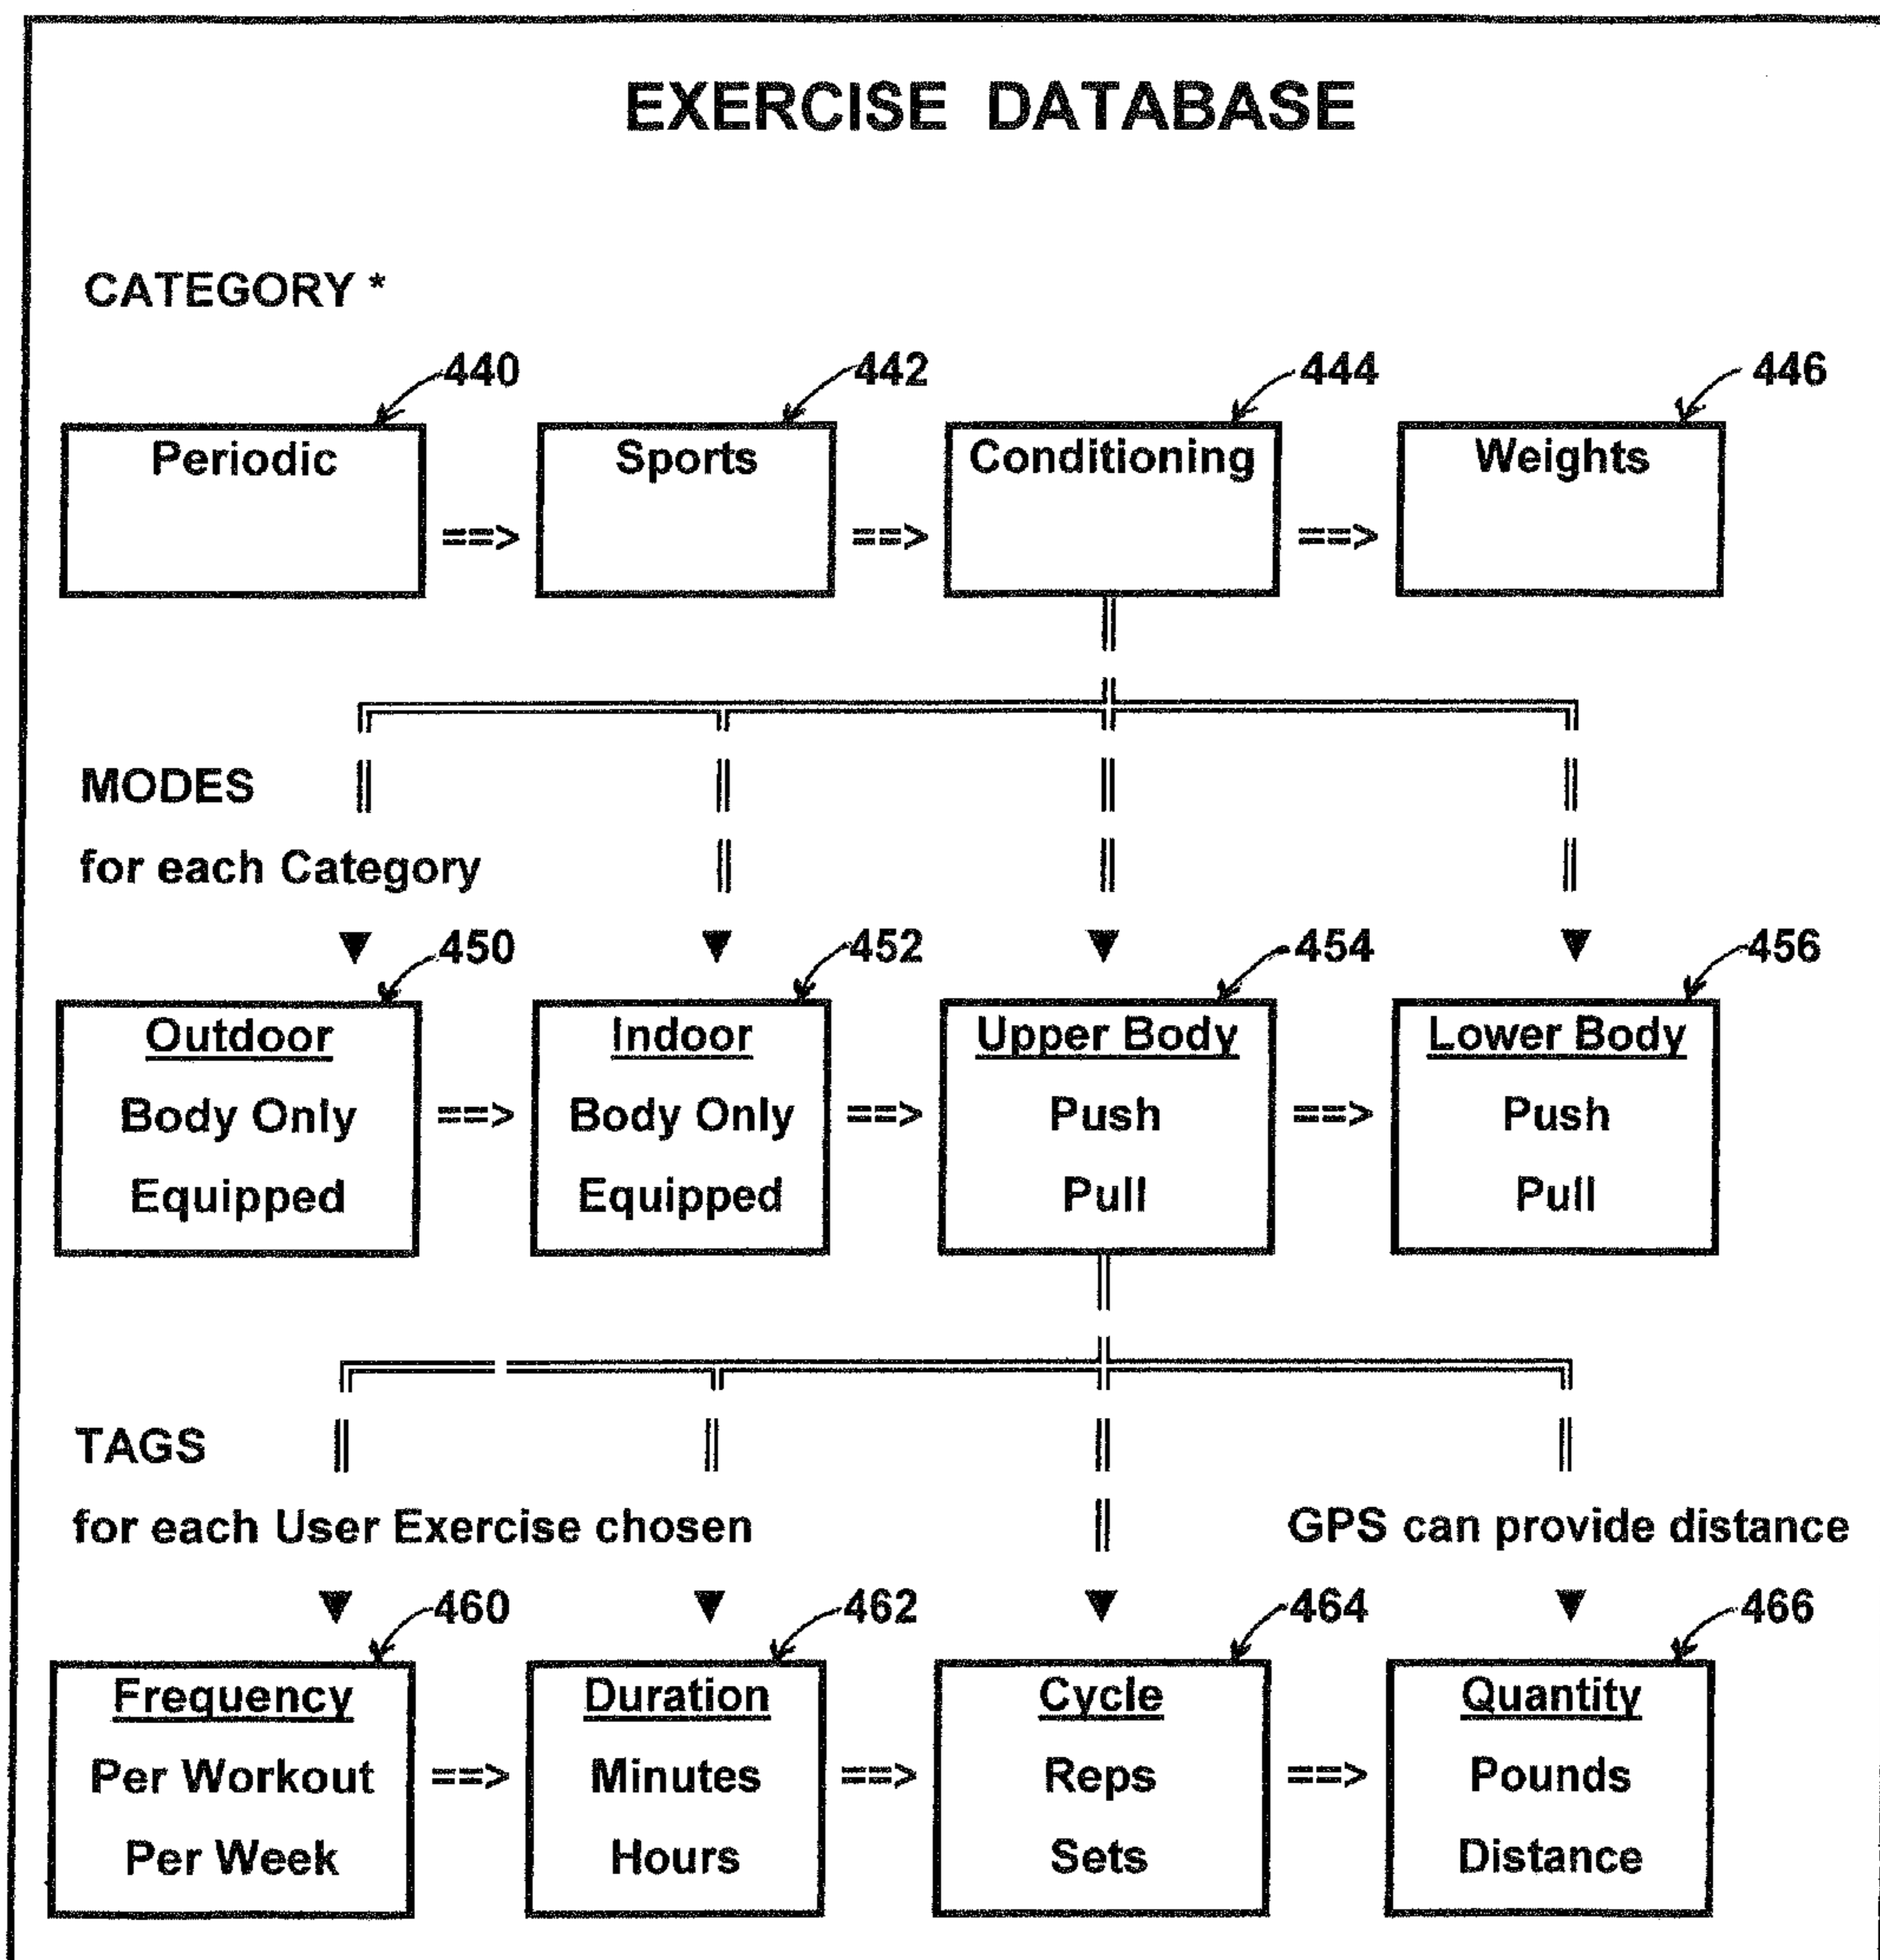 EXERCISE DATABASE
CATEGORY *
440 442 444 446
Periodic Sports Conditioning Weights
==> ==> ==>
MODES
for each Category
450 452 454 456
Outdoor Indoor Upper Body Lower Body
Body Only ==> Body Only ==> Push ==> Push
Equipped Equipped Pull Pull
TAGS
for each User Exercise chosen GPS can provide distance
460 462 464 466
Frequency Duration Cycle Quantity
Per Workout ==> Minutes ==> Reps ==> Pounds
Per Week Hours Sets Distance